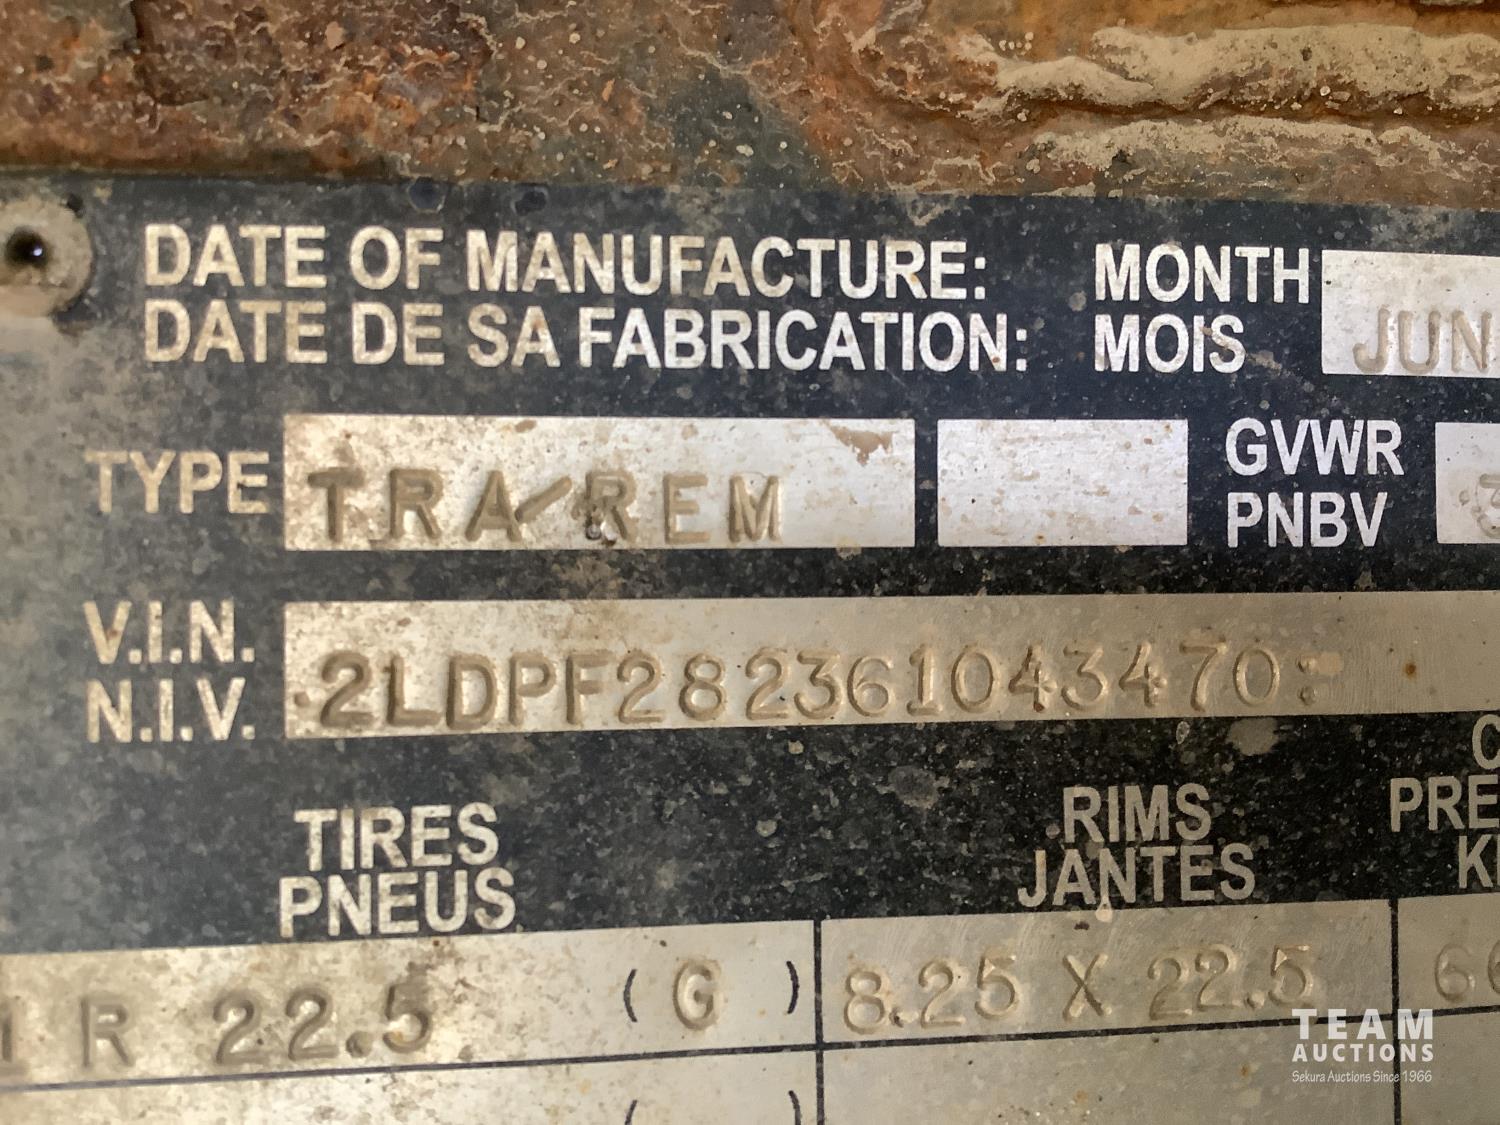 DATE OF MANUFACTURE: MONTH
DATE DE SA FABRICATION: MOIS JUN
TYPE TRA/REM GVWR
PNBV
V.I.N. 2LDPF282361043470:
N.I.V.
TIRES RIMS
PNEUS JANTES
R 22.5 (G) 8.25 X 22.5
TEAM
AUCTIONS
Sekura Auctions Since 1966